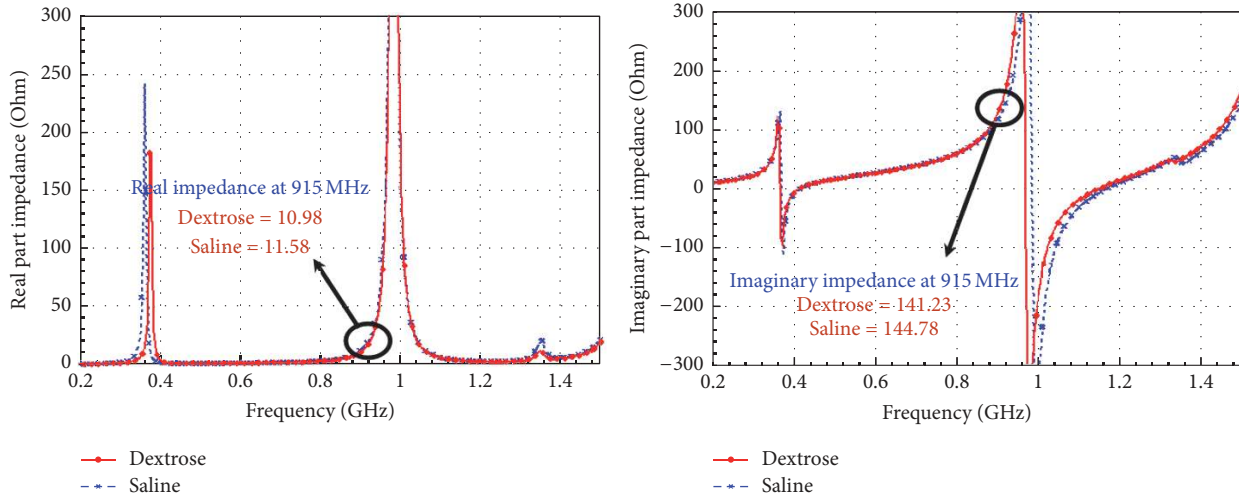 300
250
200
150
100
50
0
Real part impedance (Ohm)
Real impedance at 915 MHz
Dextrose = 10.98
Saline = 11.58
0.2 0.4 0.6 0.8 1 1.2 1.4
Frequency (GHz)
Dextrose
Saline
300
200
100
0
−100
−200
−300
Imaginary part impedance (Ohm)
Imaginary impedance at 915 MHz
Dextrose = 141.23
Saline = 144.78
0.2 0.4 0.6 0.8 1 1.2 1.4
Frequency (GHz)
Dextrose
Saline